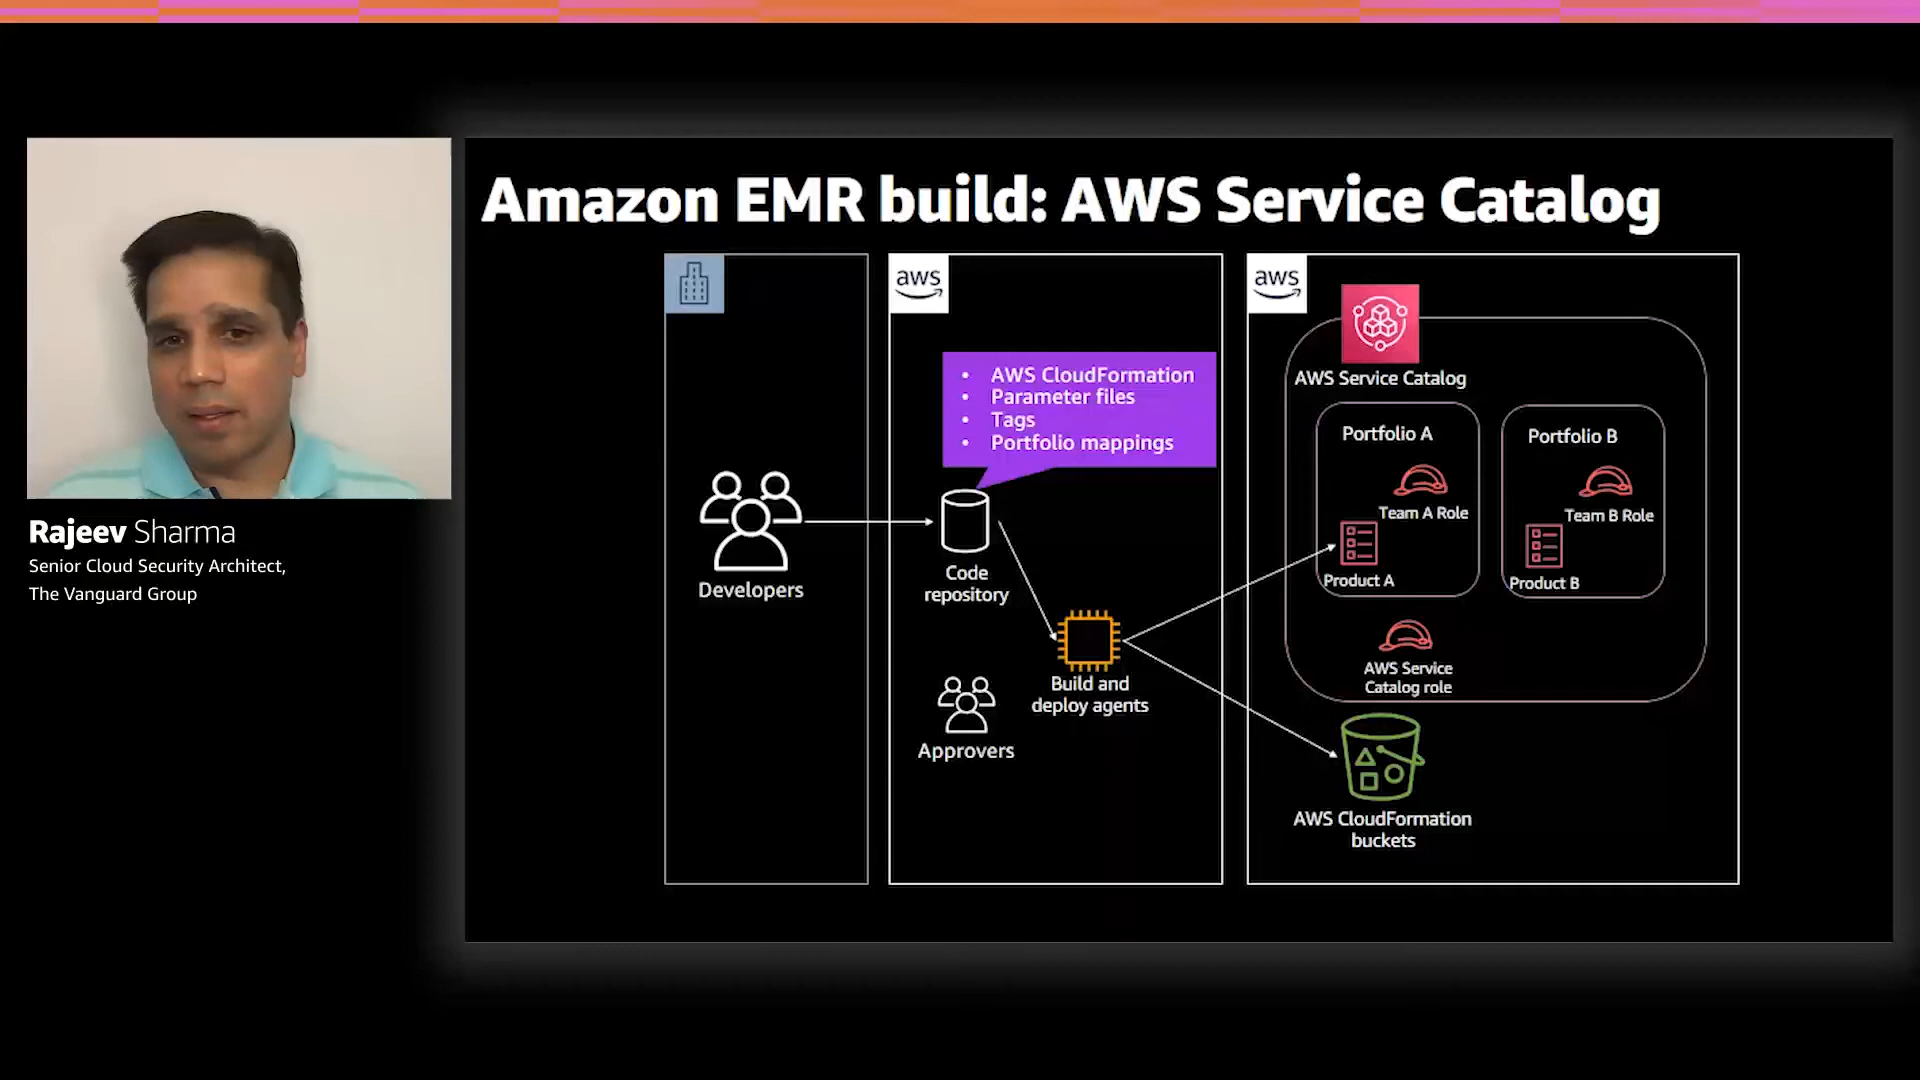 Amazon EMR build: AWS Service Catalog
aws
aws
AWS CloudFormation
Parameter files
Tags
Portfolio mappings
Developers
Code
repository
Build and
deploy agents
Approvers
AWS Service Catalog
Portfolio A
Team A Role
Product A
Portfolio B
Team B Role
Product B
AWS Service
Catalog role
AWS CloudFormation
buckets
Rajeev Sharma
Senior Cloud Security Architect,
The Vanguard Group